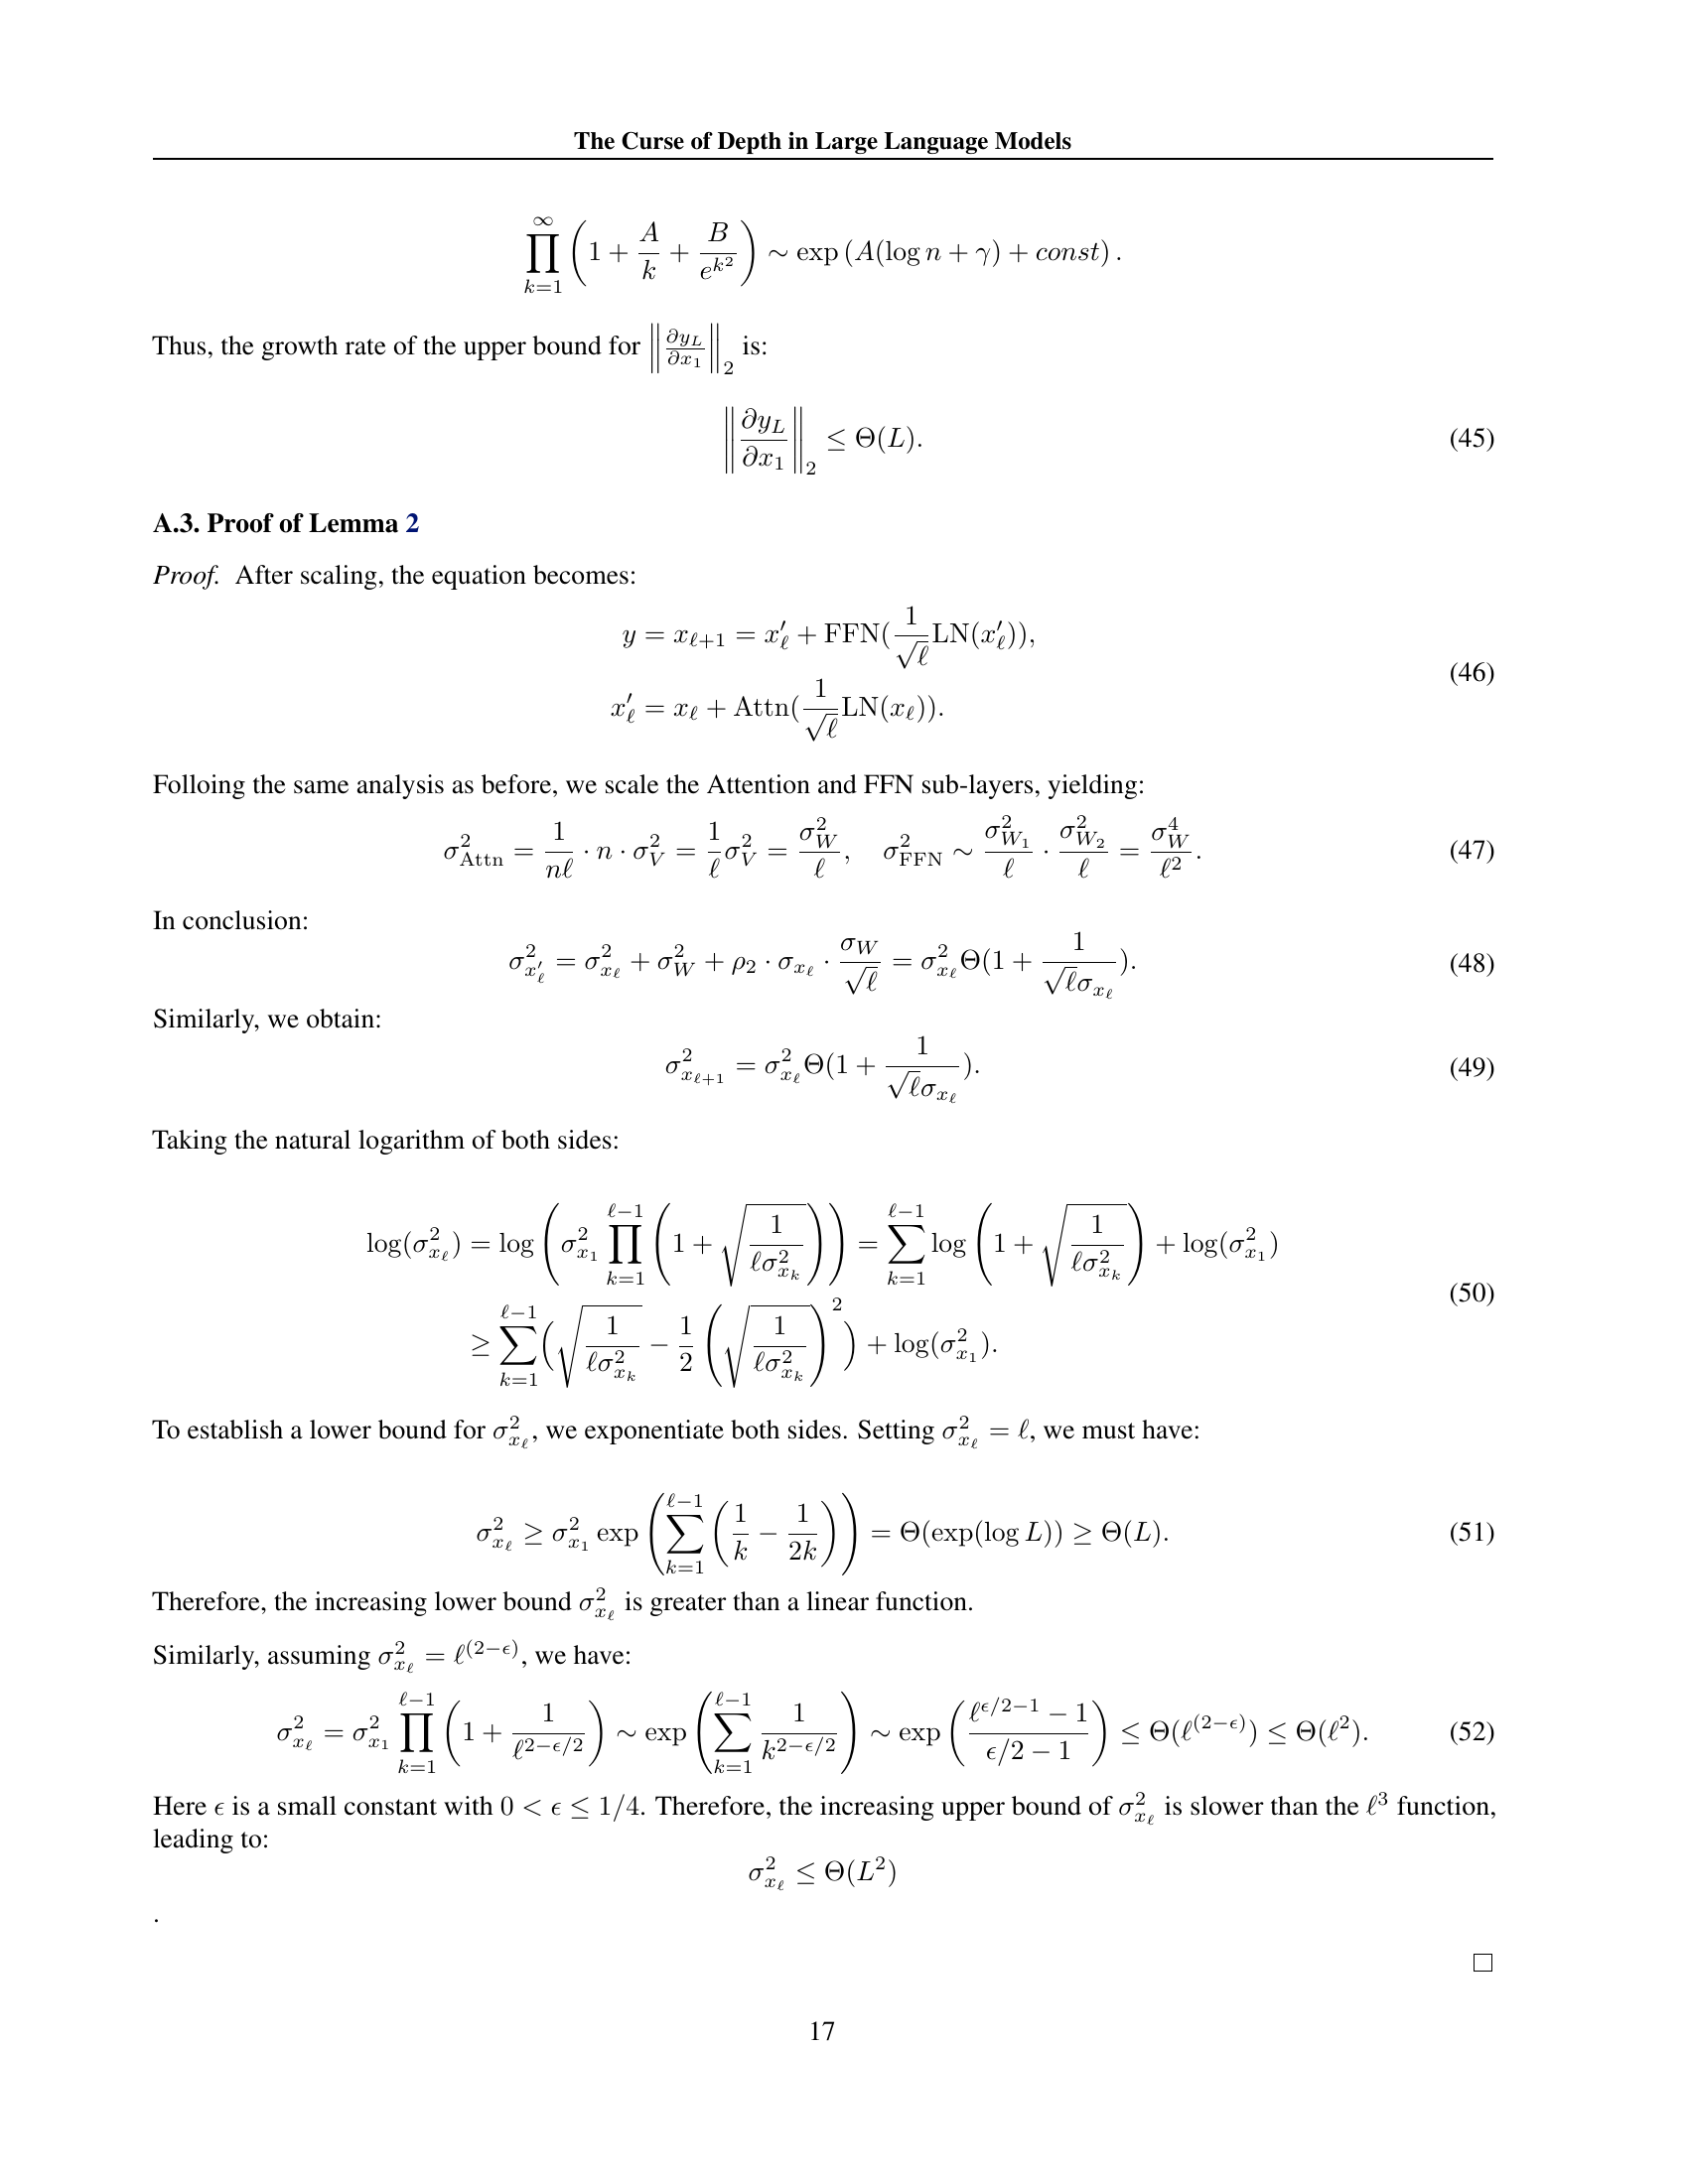 The Curse of Depth in Large Language Models
$$\prod_{k=1}^{\infty} \left(1 + \frac{A}{k} + \frac{B}{e^{k^2}}\right) \sim \exp\left(A(\log n + \gamma) + const\right).$$
Thus, the growth rate of the upper bound for $\left\|\frac{\partial y_L}{\partial x_1}\right\|_2$ is:
$$\left\|\frac{\partial y_L}{\partial x_1}\right\|_2 \leq \Theta(L).$$ (45)
A.3. Proof of Lemma 2
Proof. After scaling, the equation becomes:
$$y = x_{\ell+1} = x'_\ell + \text{FFN}(\frac{1}{\sqrt{\ell}}\text{LN}(x'_\ell)),$$
$$x'_\ell = x_\ell + \text{Attn}(\frac{1}{\sqrt{\ell}}\text{LN}(x_\ell)).$$ (46)
Folloing the same analysis as before, we scale the Attention and FFN sub-layers, yielding:
$$\sigma^2_{\text{Attn}} = \frac{1}{n\ell} \cdot n \cdot \sigma^2_V = \frac{1}{\ell}\sigma^2_V = \frac{\sigma^2_W}{\ell}, \quad \sigma^2_{\text{FFN}} \sim \frac{\sigma^2_{W_1}}{\ell} \cdot \frac{\sigma^2_{W_2}}{\ell} = \frac{\sigma^4_W}{\ell^2}.$$ (47)
In conclusion:
$$\sigma^2_{x'_\ell} = \sigma^2_{x_\ell} + \sigma^2_W + \rho_2 \cdot \sigma_{x_\ell} \cdot \frac{\sigma_W}{\sqrt{\ell}} = \sigma^2_{x_\ell}\Theta(1 + \frac{1}{\sqrt{\ell}\sigma_{x_\ell}}).$$ (48)
Similarly, we obtain:
$$\sigma^2_{x_{\ell+1}} = \sigma^2_{x_\ell}\Theta(1 + \frac{1}{\sqrt{\ell}\sigma_{x_\ell}}).$$ (49)
Taking the natural logarithm of both sides:
$$\log(\sigma^2_{x_\ell}) = \log\left(\sigma^2_{x_1}\prod_{k=1}^{\ell-1}\left(1 + \sqrt{\frac{1}{\ell\sigma^2_{x_k}}}\right)\right) = \sum_{k=1}^{\ell-1}\log\left(1 + \sqrt{\frac{1}{\ell\sigma^2_{x_k}}}\right) + \log(\sigma^2_{x_1})$$
$$\geq \sum_{k=1}^{\ell-1}\Big(\sqrt{\frac{1}{\ell\sigma^2_{x_k}}} - \frac{1}{2}\left(\sqrt{\frac{1}{\ell\sigma^2_{x_k}}}\right)^2\Big) + \log(\sigma^2_{x_1}).$$ (50)
To establish a lower bound for $\sigma^2_{x_\ell}$, we exponentiate both sides. Setting $\sigma^2_{x_\ell} = \ell$, we must have:
$$\sigma^2_{x_\ell} \geq \sigma^2_{x_1}\exp\left(\sum_{k=1}^{\ell-1}\left(\frac{1}{k} - \frac{1}{2k}\right)\right) = \Theta(\exp(\log L)) \geq \Theta(L).$$ (51)
Therefore, the increasing lower bound $\sigma^2_{x_\ell}$ is greater than a linear function.
Similarly, assuming $\sigma^2_{x_\ell} = \ell^{(2-\epsilon)}$, we have:
$$\sigma^2_{x_\ell} = \sigma^2_{x_1}\prod_{k=1}^{\ell-1}\left(1 + \frac{1}{\ell^{2-\epsilon/2}}\right) \sim \exp\left(\sum_{k=1}^{\ell-1}\frac{1}{k^{2-\epsilon/2}}\right) \sim \exp\left(\frac{\ell^{\epsilon/2-1} - 1}{\epsilon/2 - 1}\right) \leq \Theta(\ell^{(2-\epsilon)}) \leq \Theta(\ell^2).$$ (52)
Here $\epsilon$ is a small constant with $0 < \epsilon \leq 1/4$. Therefore, the increasing upper bound of $\sigma^2_{x_\ell}$ is slower than the $\ell^3$ function,
leading to:
$$\sigma^2_{x_\ell} \leq \Theta(L^2)$$
.
□
17